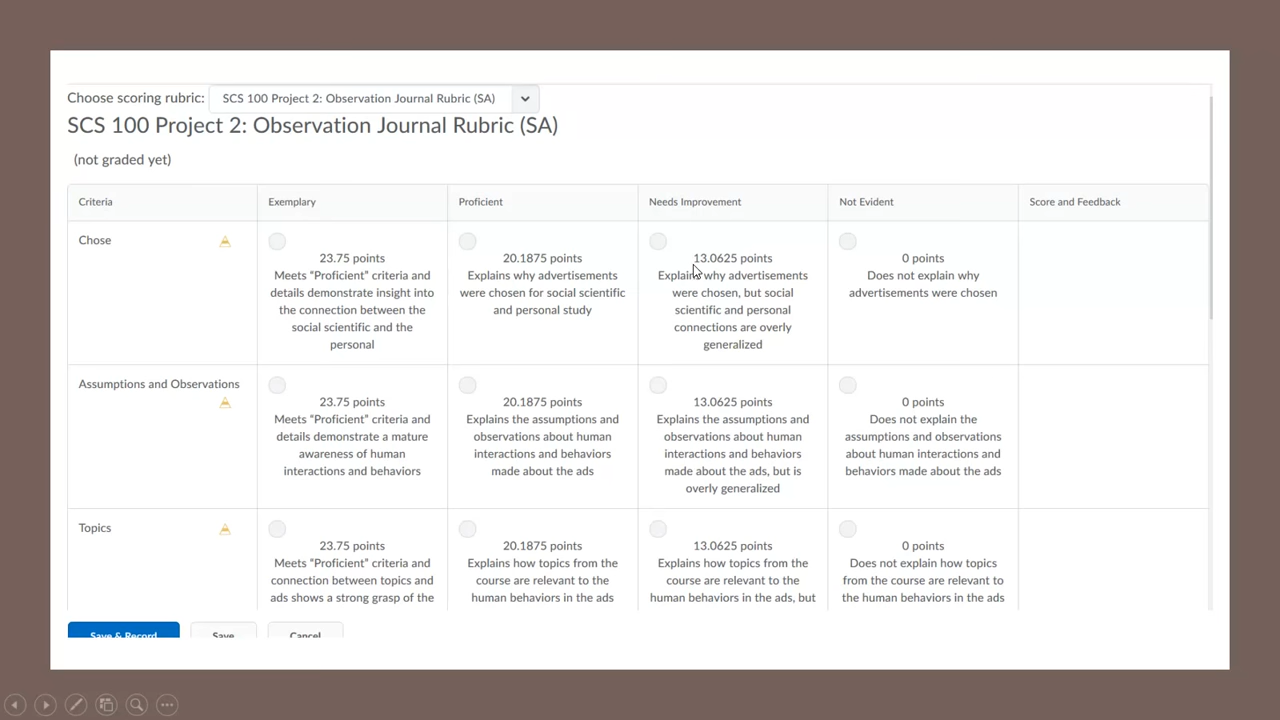 Choose scoring rubric: SCS 100 Project 2: Observation Journal Rubric (SA)
SCS 100 Project 2: Observation Journal Rubric (SA)
(not graded yet)
Criteria Exemplary Proficient Needs Improvement Not Evident Score and Feedback
Chose
23.75 points
Meets “Proficient” criteria and
details demonstrate insight into
the connection between the
social scientific and the
personal
20.1875 points
Explains why advertisements
were chosen for social scientific
and personal study
13.0625 points
Explains why advertisements
were chosen, but social
scientific and personal
connections are overly
generalized
0 points
Does not explain why
advertisements were chosen
Assumptions and Observations
23.75 points
Meets “Proficient” criteria and
details demonstrate a mature
awareness of human
interactions and behaviors
20.1875 points
Explains the assumptions and
observations about human
interactions and behaviors
made about the ads
13.0625 points
Explains the assumptions and
observations about human
interactions and behaviors
made about the ads, but is
overly generalized
0 points
Does not explain the
assumptions and observations
about human interactions and
behaviors made about the ads
Topics
23.75 points
Meets “Proficient” criteria and
connection between topics and
ads shows a strong grasp of the
20.1875 points
Explains how topics from the
course are relevant to the
human behaviors in the ads
13.0625 points
Explains how topics from the
course are relevant to the
human behaviors in the ads, but
0 points
Does not explain how topics
from the course are relevant to
the human behaviors in the ads
Save & Record Save Cancel